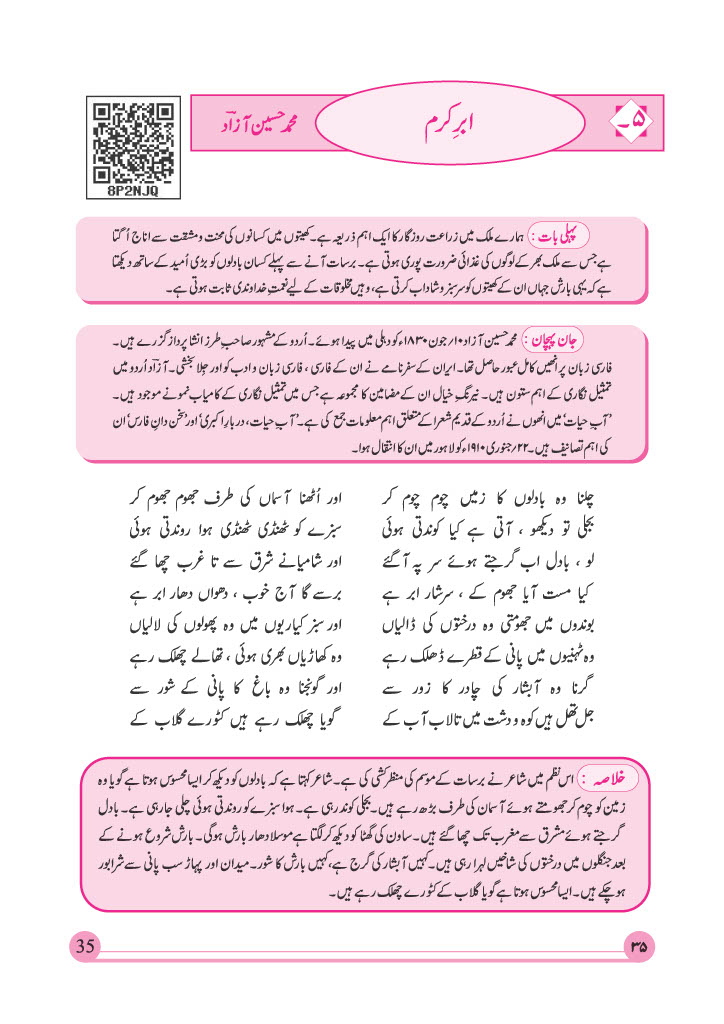 ۵۔
ابرِ کرم
محمد حسین آزادؔ
8P2NJQ
پہلی بات : ہمارے ملک میں زراعت روزگار کا ایک اہم ذریعہ ہے۔ کھیتوں میں کسانوں کی محنت و مشقت سے اناج اُگتا
ہے جس سے ملک بھر کے لوگوں کی غذائی ضرورت پوری ہوتی ہے۔ برسات آنے سے پہلے کسان بادلوں کو بڑی اُمید کے ساتھ دیکھتا
ہے کہ یہی بارش جہاں ان کے کھیتوں کو سرسبز و شاداب کرتی ہے، وہیں مخلوقات کے لیے نعمتِ خداوندی ثابت ہوتی ہے۔
جان پہچان : محمد حسین آزاد ۱۰؍جون ۱۸۳۰ء کو دہلی میں پیدا ہوئے۔ اُردو کے مشہور صاحبِ طرز انشا پرداز گزرے ہیں۔
فارسی زبان پر انھیں کامل عبور حاصل تھا۔ ایران کے سفرنامے نے ان کے فارسی ، فارسی زبان و ادب کو اور جِلا بخشی۔ آزادؔ اُردو میں
تمثیل نگاری کے اہم ستون ہیں۔ نیرنگِ خیال ان کے مضامین کا مجموعہ ہے جس میں تمثیل نگاری کے کامیاب نمونے موجود ہیں۔
’آبِ حیات‘ میں انھوں نے اُردو کے قدیم شعرا کے متعلق اہم معلومات جمع کی ہے۔ ’آبِ حیات، دربارِ اکبری‘ اور ’سخن دانِ فارس‘ ان
کی اہم تصانیف ہیں۔ ۲۲؍جنوری ۱۹۱۰ء کو لاہور میں ان کا انتقال ہوا۔
چلنا وہ بادلوں کا زمیں چوم چوم کر اور اُٹھنا آسماں کی طرف جھوم جھوم کر
بجلی تو دیکھو ، آتی ہے کیا کوندتی ہوئی سبزے کو ٹھنڈی ٹھنڈی ہوا روندتی ہوئی
لو ، بادل اب گرجتے ہوئے سر پہ آگئے اور شامیانے شرق سے تا غرب چھا گئے
کیا مست آیا جھوم کے ، سرشار ابر ہے برسے گا آج خوب ، دھواں دھار ابر ہے
بوندوں میں جھومتی وہ درختوں کی ڈالیاں اور سبز کیاریوں میں وہ پھولوں کی لالیاں
وہ ٹہنیوں میں پانی کے قطرے ڈھلک رہے وہ کھاڑیاں بھری ہوئی ، تھالے چھلک رہے
گرنا وہ آبشار کی چادر کا زور سے اور گونجنا وہ باغ کا پانی کے شور سے
جل تھل ہیں کوہ و دشت میں تالاب آب کے گویا چھلک رہے ہیں کٹورے گلاب کے
خلاصہ : اس نظم میں شاعر نے برسات کے موسم کی منظر کشی کی ہے۔ شاعر کہتا ہے کہ بادلوں کو دیکھ کر ایسا محسوس ہوتا ہے گویا وہ
زمین کو چوم کر جھومتے ہوئے آسمان کی طرف بڑھ رہے ہیں۔ بجلی کوند رہی ہے۔ ہوا سبزے کو روندتی ہوئی چلی جا رہی ہے۔ بادل
گرجتے ہوئے مشرق سے مغرب تک چھا گئے ہیں۔ ساون کی گھٹا کو دیکھ کر لگتا ہے موسلا دھار بارش ہوگی۔ بارش شروع ہونے کے
بعد جنگلوں میں درختوں کی شاخیں لہرا رہی ہیں۔ کہیں آبشار کی گرج ہے، کہیں بارش کا شور۔ میدان اور پہاڑ سب پانی سے شرابور
ہو چکے ہیں۔ ایسا محسوس ہوتا ہے گویا گلاب کے کٹورے چھلک رہے ہیں۔
۳۵
35